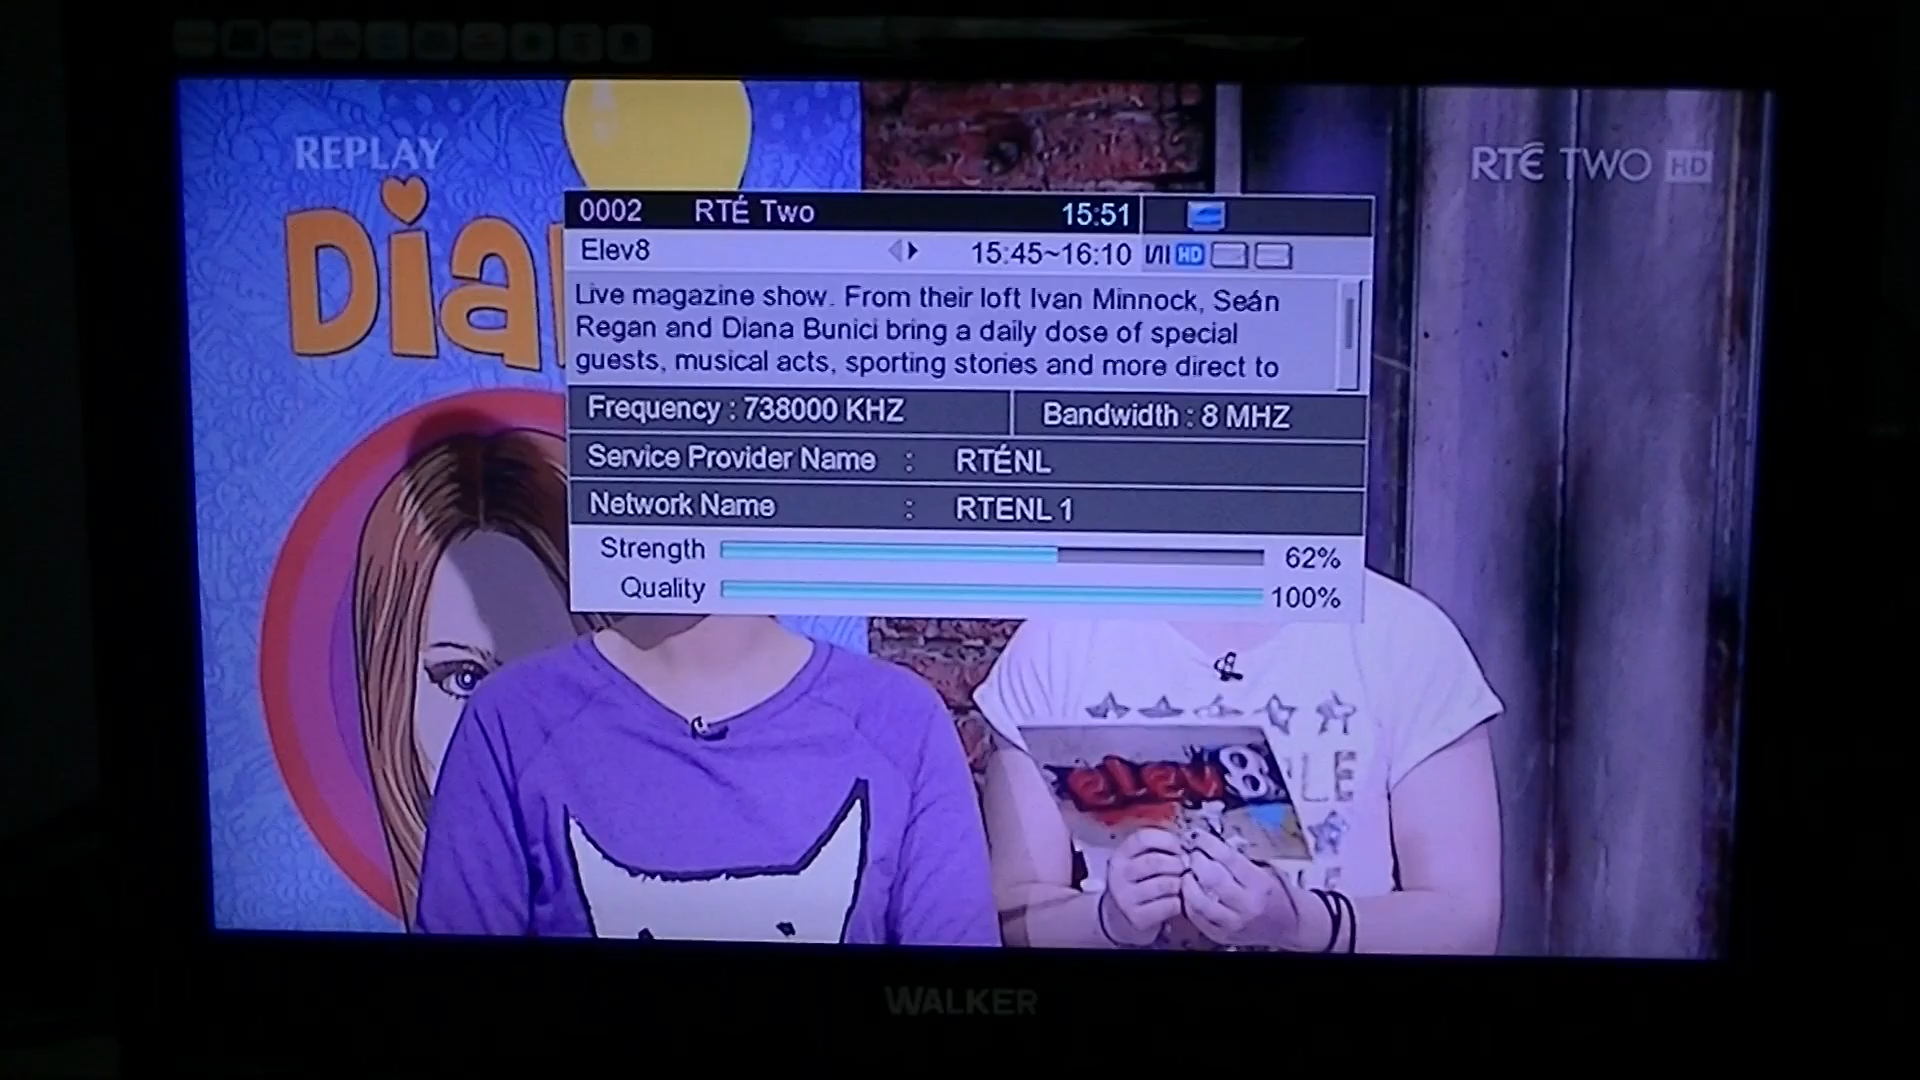 REPLAY
RTÉ TWO HD
Dia
0002 RTÉ Two 15:51
Elev8 15:45~16:10 I/II HD
Live magazine show. From their loft Ivan Minnock, Seán
Regan and Diana Bunici bring a daily dose of special
guests, musical acts, sporting stories and more direct to
Frequency : 738000 KHZ Bandwidth : 8 MHZ
Service Provider Name : RTÉNL
Network Name : RTENL 1
Strength 62%
Quality 100%
elev8
LE
WALKER